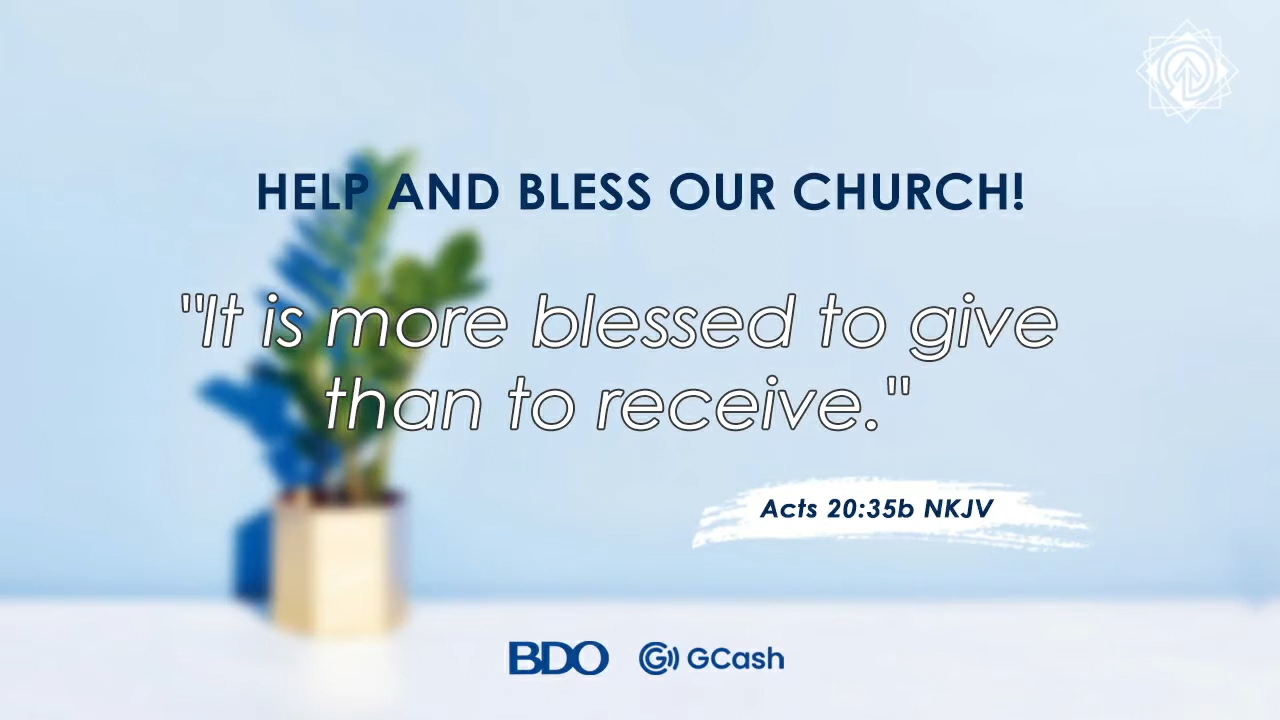 HELP AND BLESS OUR CHURCH!
"It is more blessed to give
than to receive."
Acts 20:35b NKJV
BDO GCash